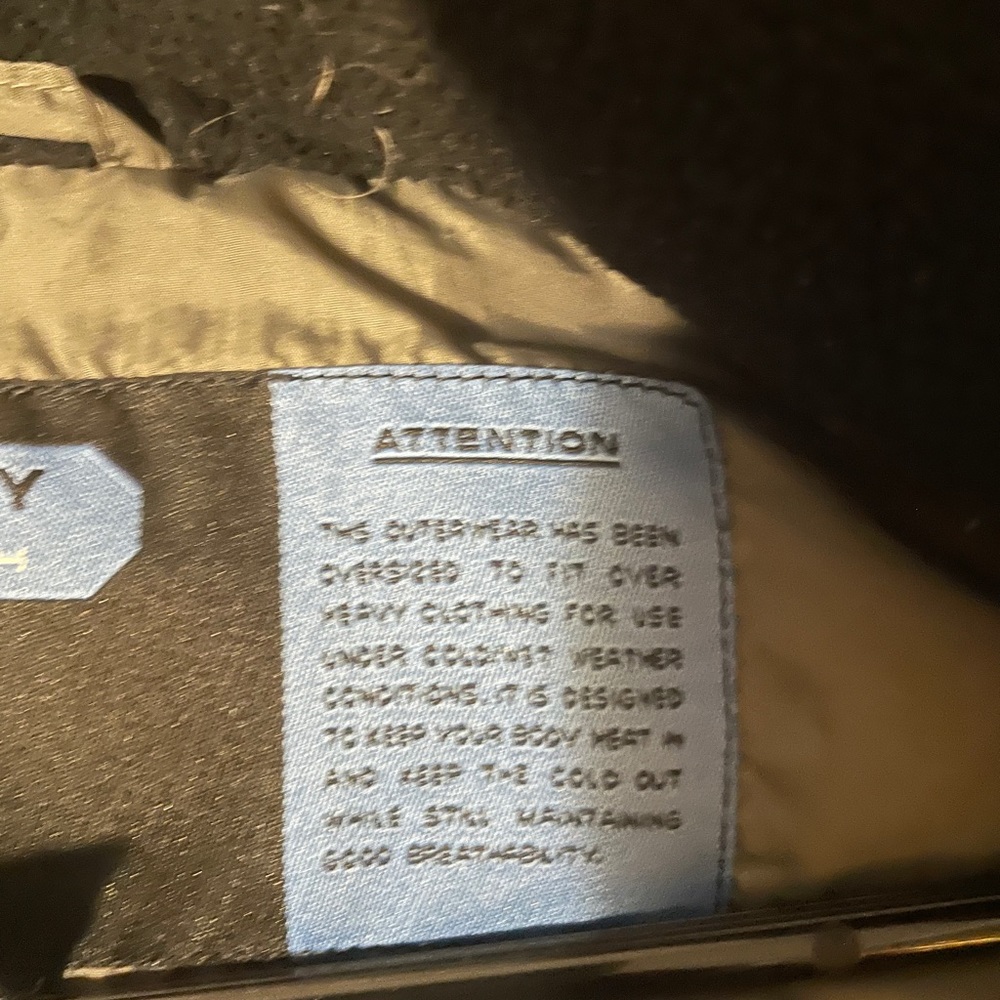 ATTENTION
THIS OUTERWEAR HAS BEEN
OVERSIZED TO FIT OVER
HEAVY CLOTHING FOR USE
UNDER COLD/WET WEATHER
CONDITIONS. IT IS DESIGNED
TO KEEP YOUR BODY HEAT IN
AND KEEP THE COLD OUT
WHILE STILL MAINTAINING
GOOD BREATHABILITY.
Y